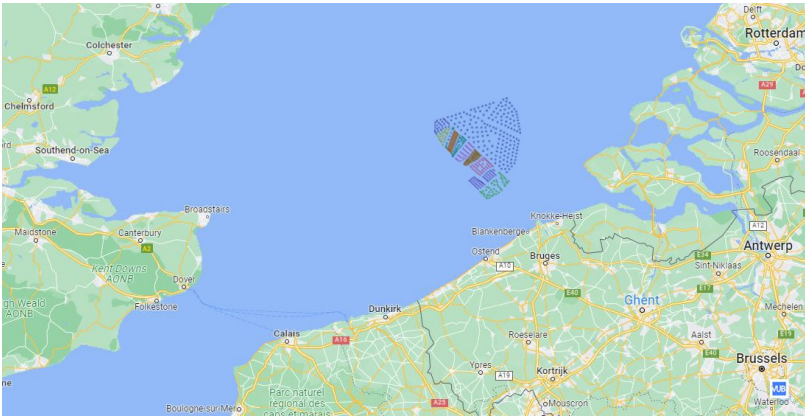 Delft
Rotterdam
Colchester
A12
Do
A29
Chelmsford
Southend-on-Sea
Roosendaal
Broadstairs
Knokke-Heist
Maidstone
Canterbury
A2
Blankenberge
A12
Antwerp
Ostend
A10
Bruges
E34
Sint-Niklaas
Kent Downs
AONB
Dover
E17
E40
Ghent
gh Weald
AONB
Folkestone
Dunkirk
Mechelen
Calais
A16
Roeselare
Aalst
E19
E40
Ypres
A19
Kortrijk
Brussels
Parc naturel
régional des
caps et marais
A25
Mouscron
VUB
Waterloo
Boulogne-sur-Mer
ne